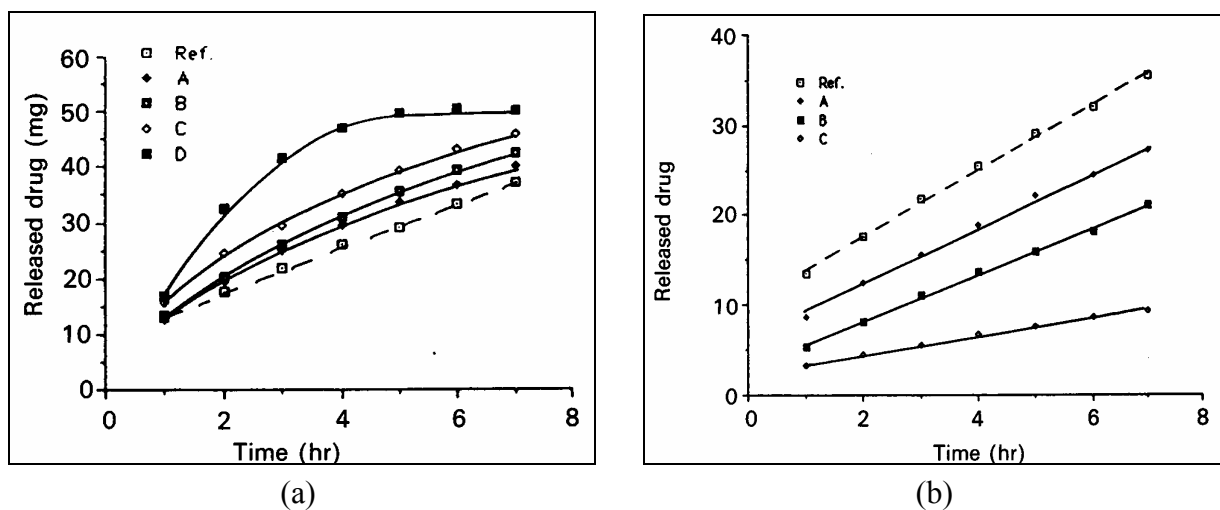 60
50
40
30
20
10
0
Released drug (mg)
Ref.
A
B
C
D
0 2 4 6 8
Time (hr)
(a)
40
30
20
10
0
Released drug
Ref.
A
B
C
0 2 4 6 8
Time (hr)
(b)